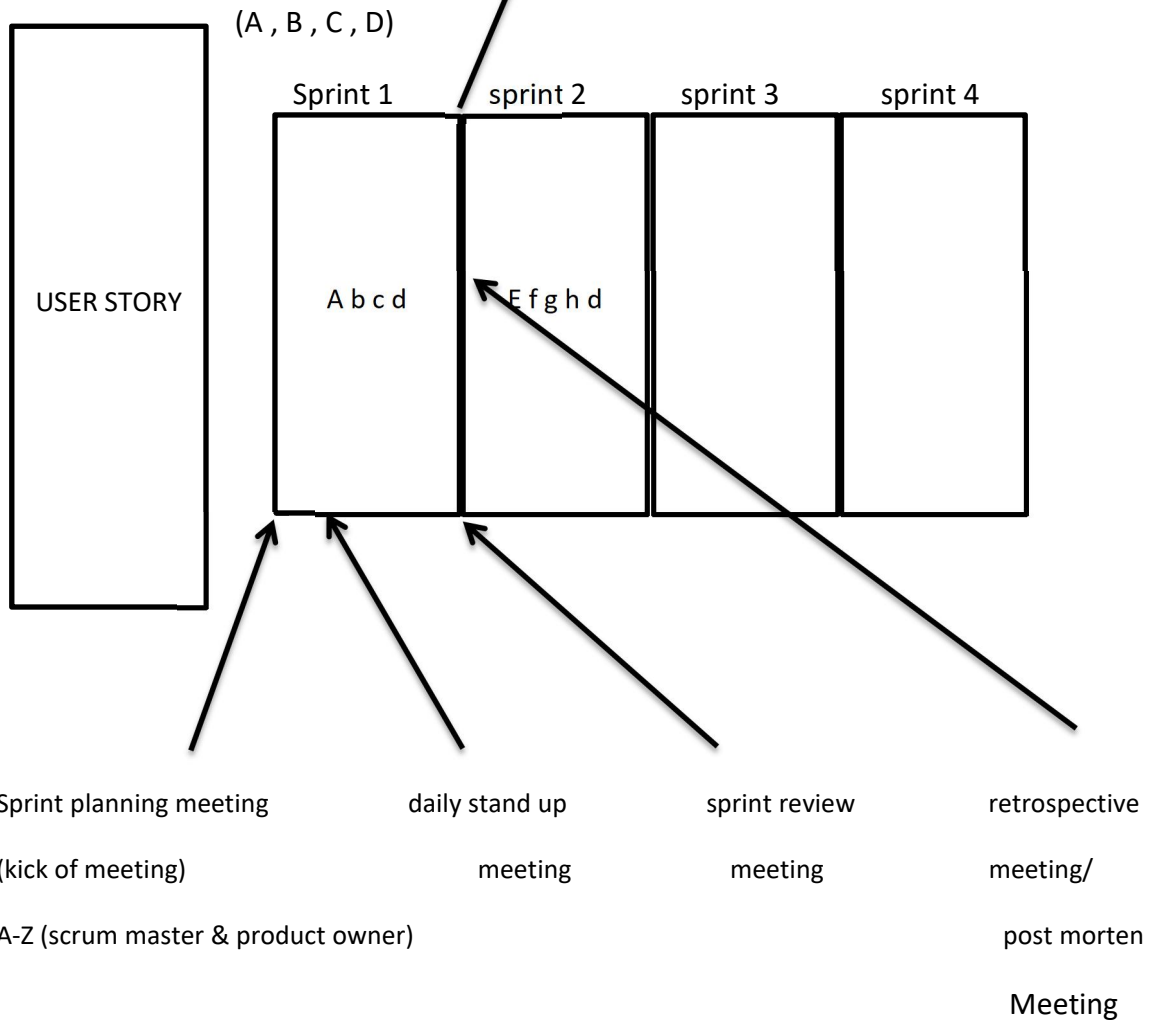 (A , B , C , D)
Sprint 1 sprint 2 sprint 3 sprint 4
USER STORY A b c d E f g h d
Sprint planning meeting daily stand up sprint review retrospective
(kick of meeting) meeting meeting meeting/
A-Z (scrum master & product owner) post morten
Meeting